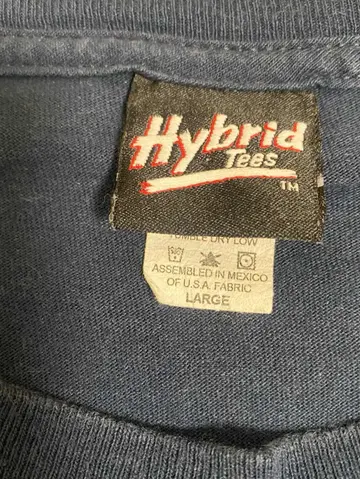 Hybrid
Tees
TM
TUMBLE DRY LOW
ASSEMBLED IN MEXICO
OF U.S.A. FABRIC
LARGE